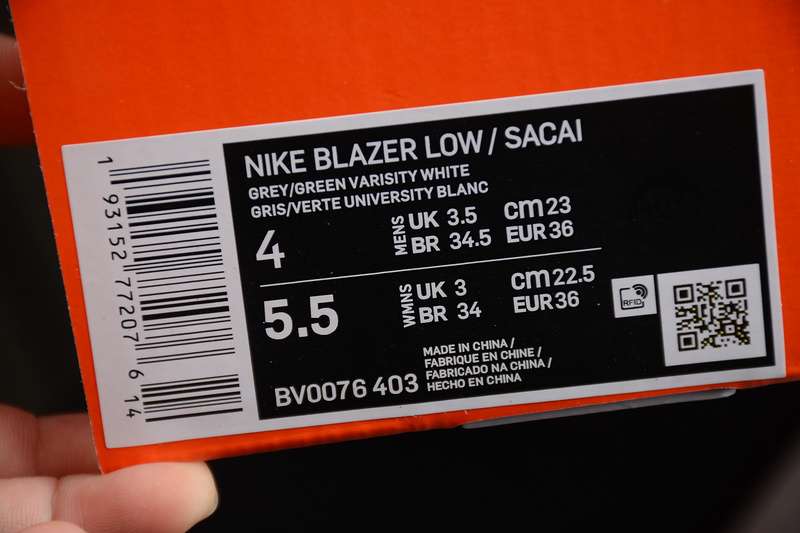 NIKE BLAZER LOW / SACAI
GREY/GREEN VARISITY WHITE
GRIS/VERTE UNIVERSITY BLANC
4 MENS UK 3.5 cm 23
BR 34.5 EUR 36
5.5 WMNS UK 3 cm 22.5
BR 34 EUR 36
RFID
BV0076 403
MADE IN CHINA /
FABRIQUE EN CHINE /
FABRICADO NA CHINA /
HECHO EN CHINA
1 93152 77207 6 14